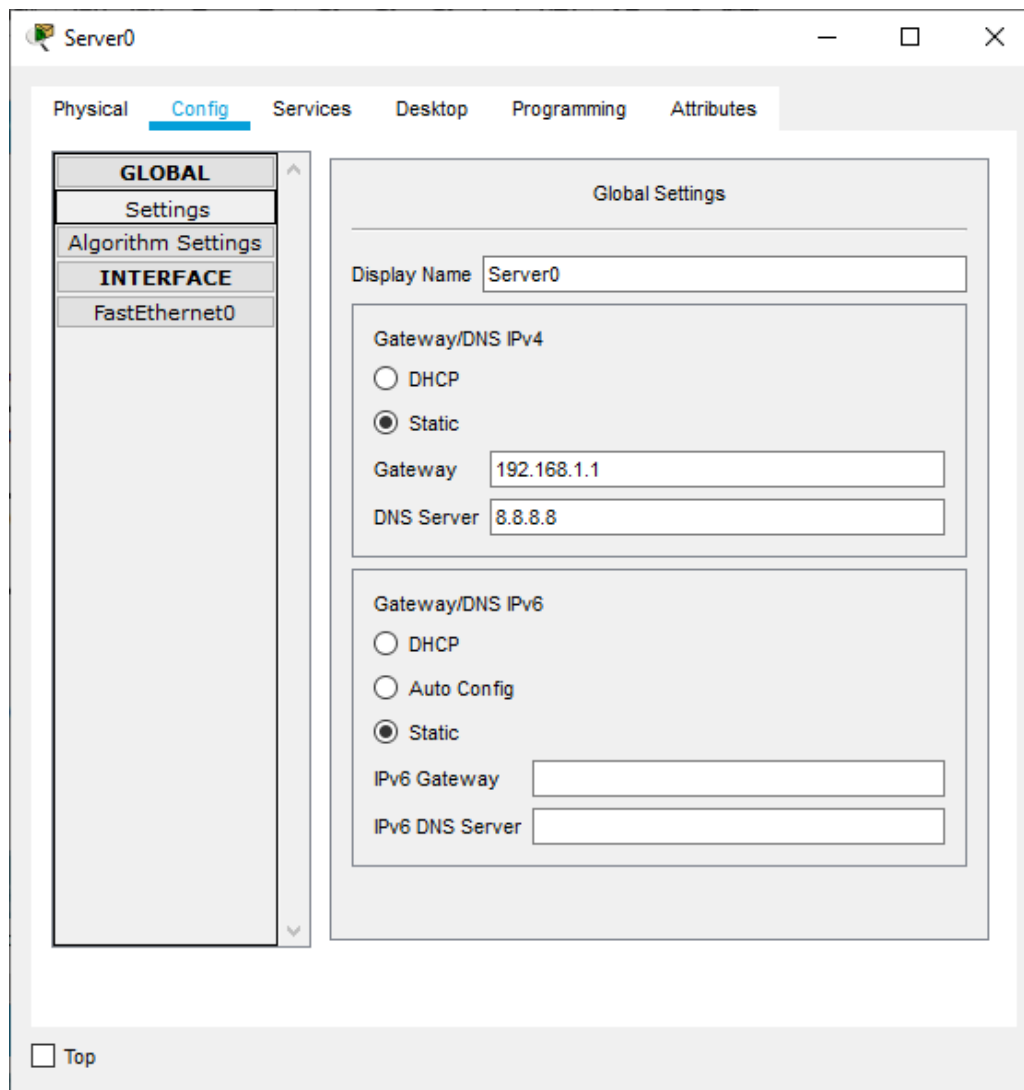 Server0
Physical Config Services Desktop Programming Attributes
GLOBAL
Settings
Algorithm Settings
INTERFACE
FastEthernet0
Global Settings
Display Name Server0
Gateway/DNS IPv4
DHCP
Static
Gateway 192.168.1.1
DNS Server 8.8.8.8
Gateway/DNS IPv6
DHCP
Auto Config
Static
IPv6 Gateway
IPv6 DNS Server
Top